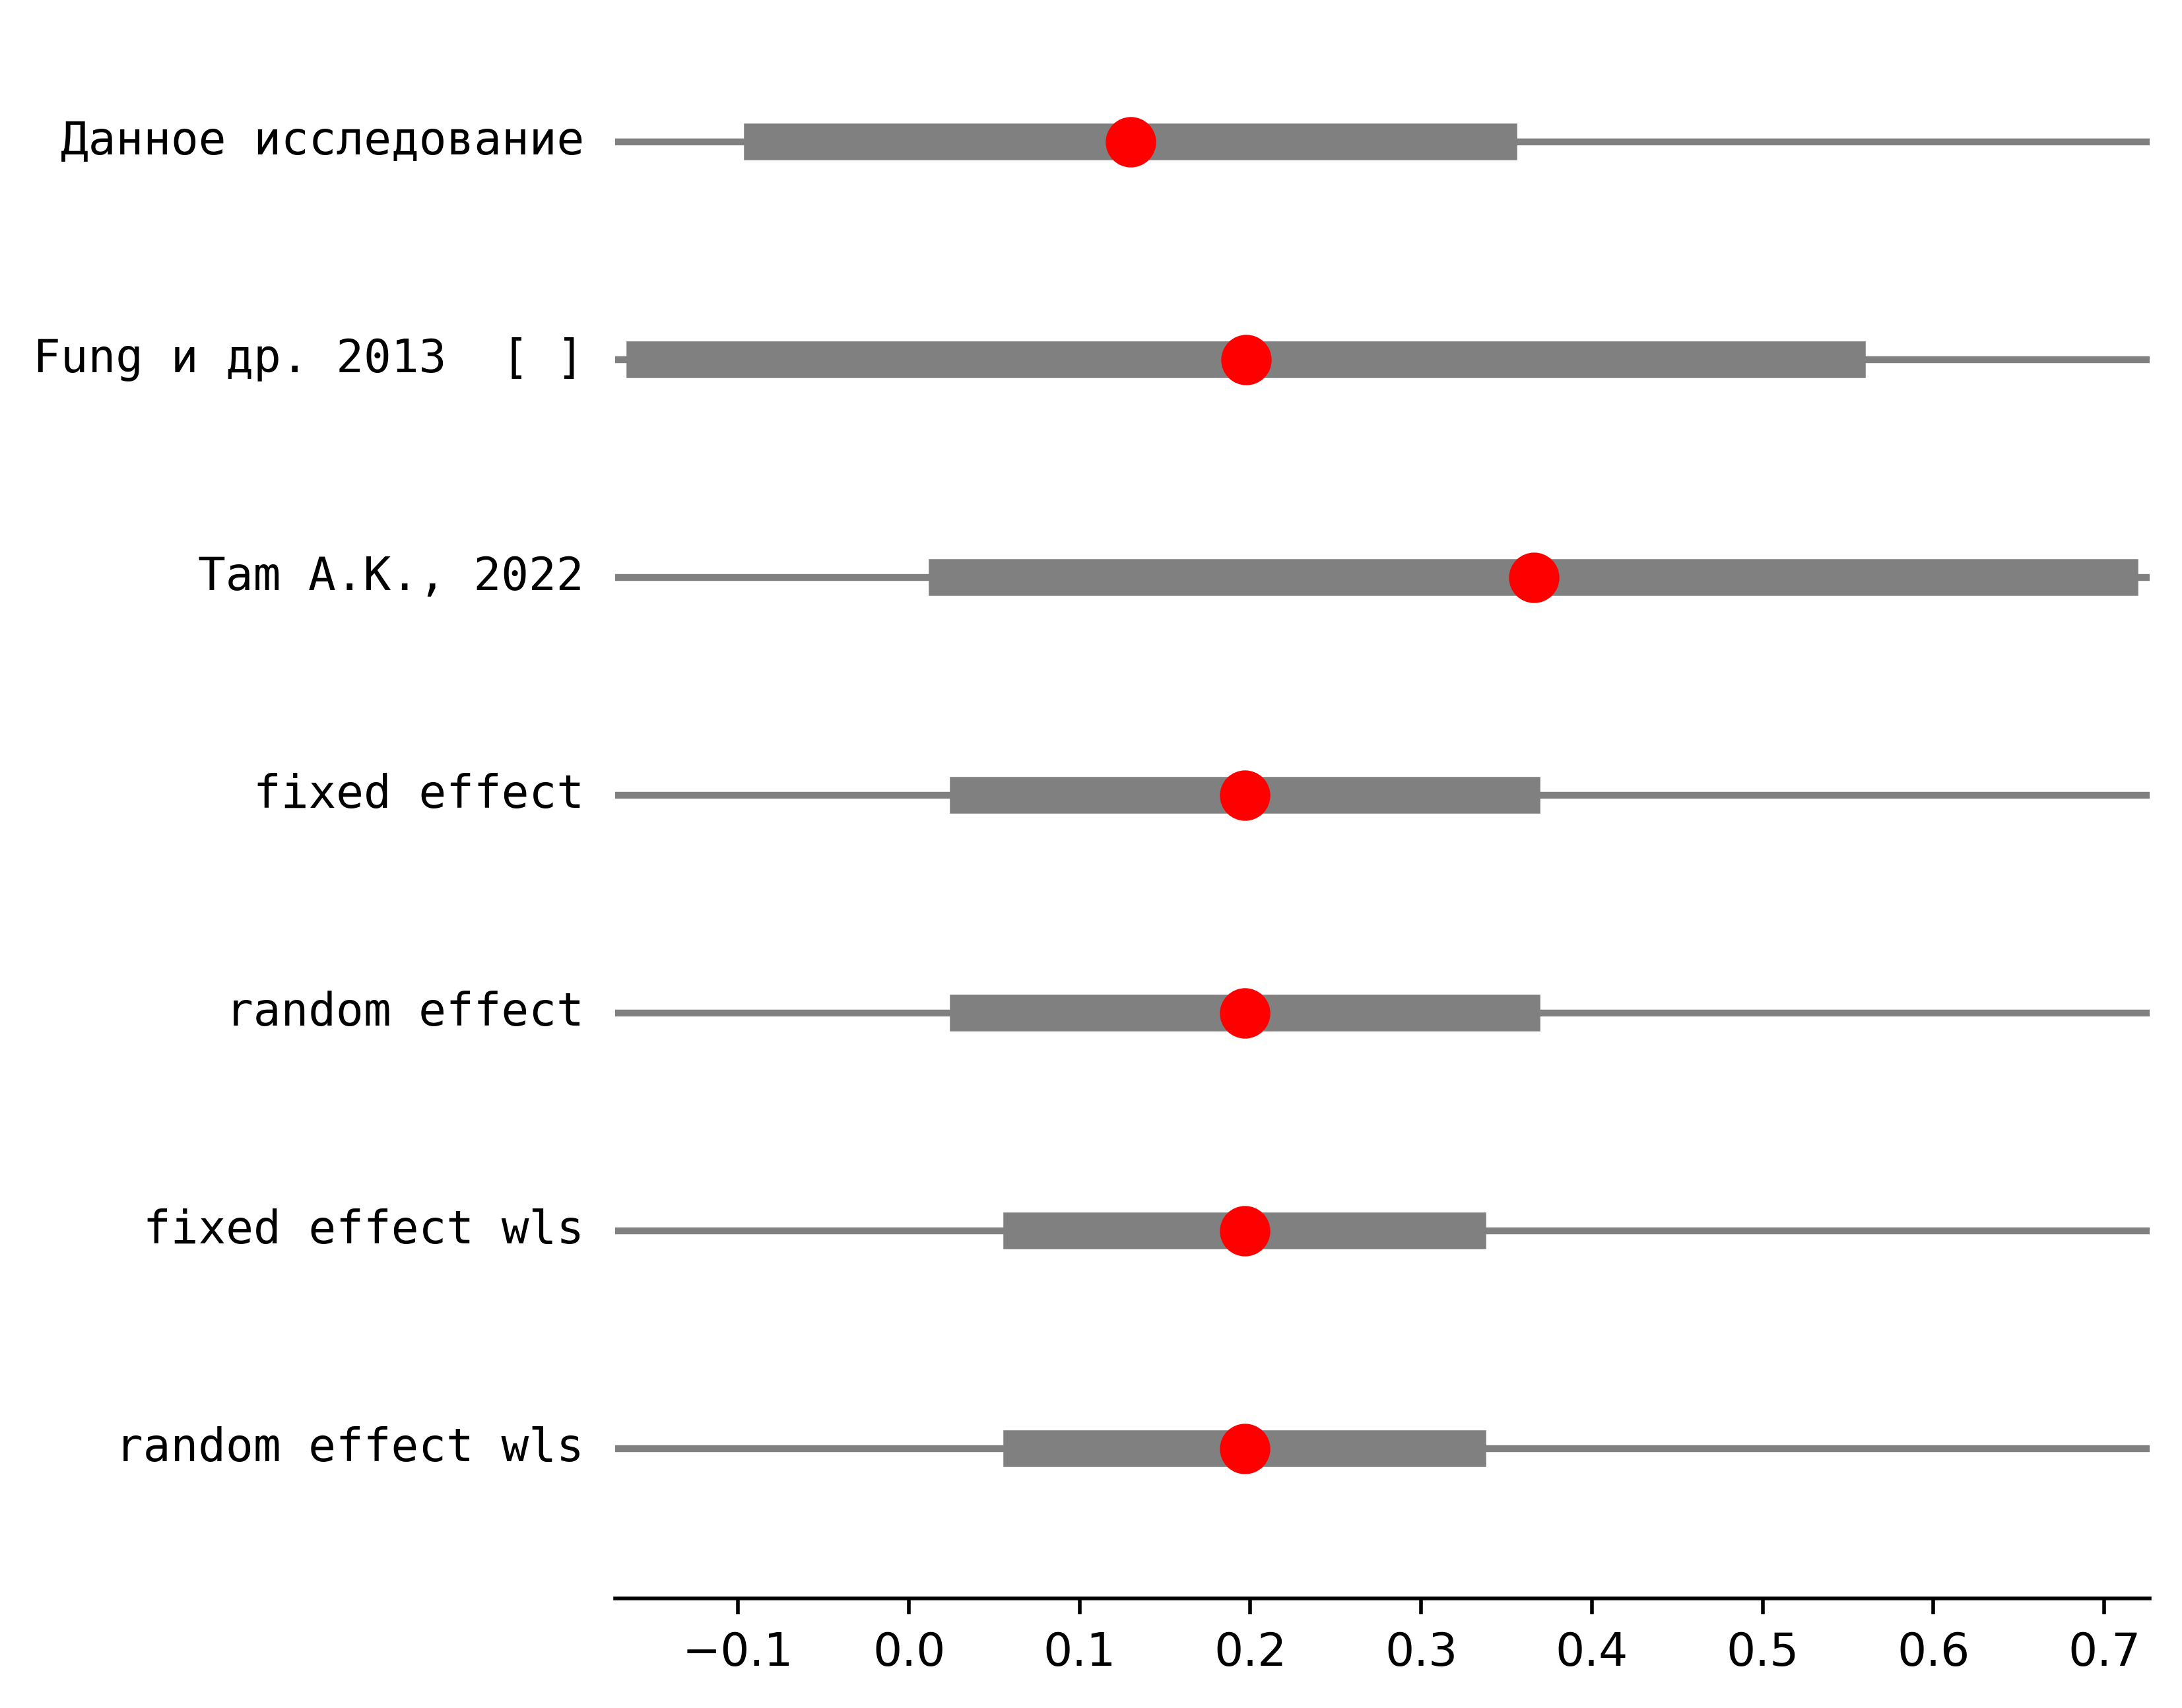 Данное исследование
Fung и др. 2013  [ ]
Tam A.K., 2022
fixed effect
random effect
fixed effect wls
random effect wls
−0.1 0.0 0.1 0.2 0.3 0.4 0.5 0.6 0.7